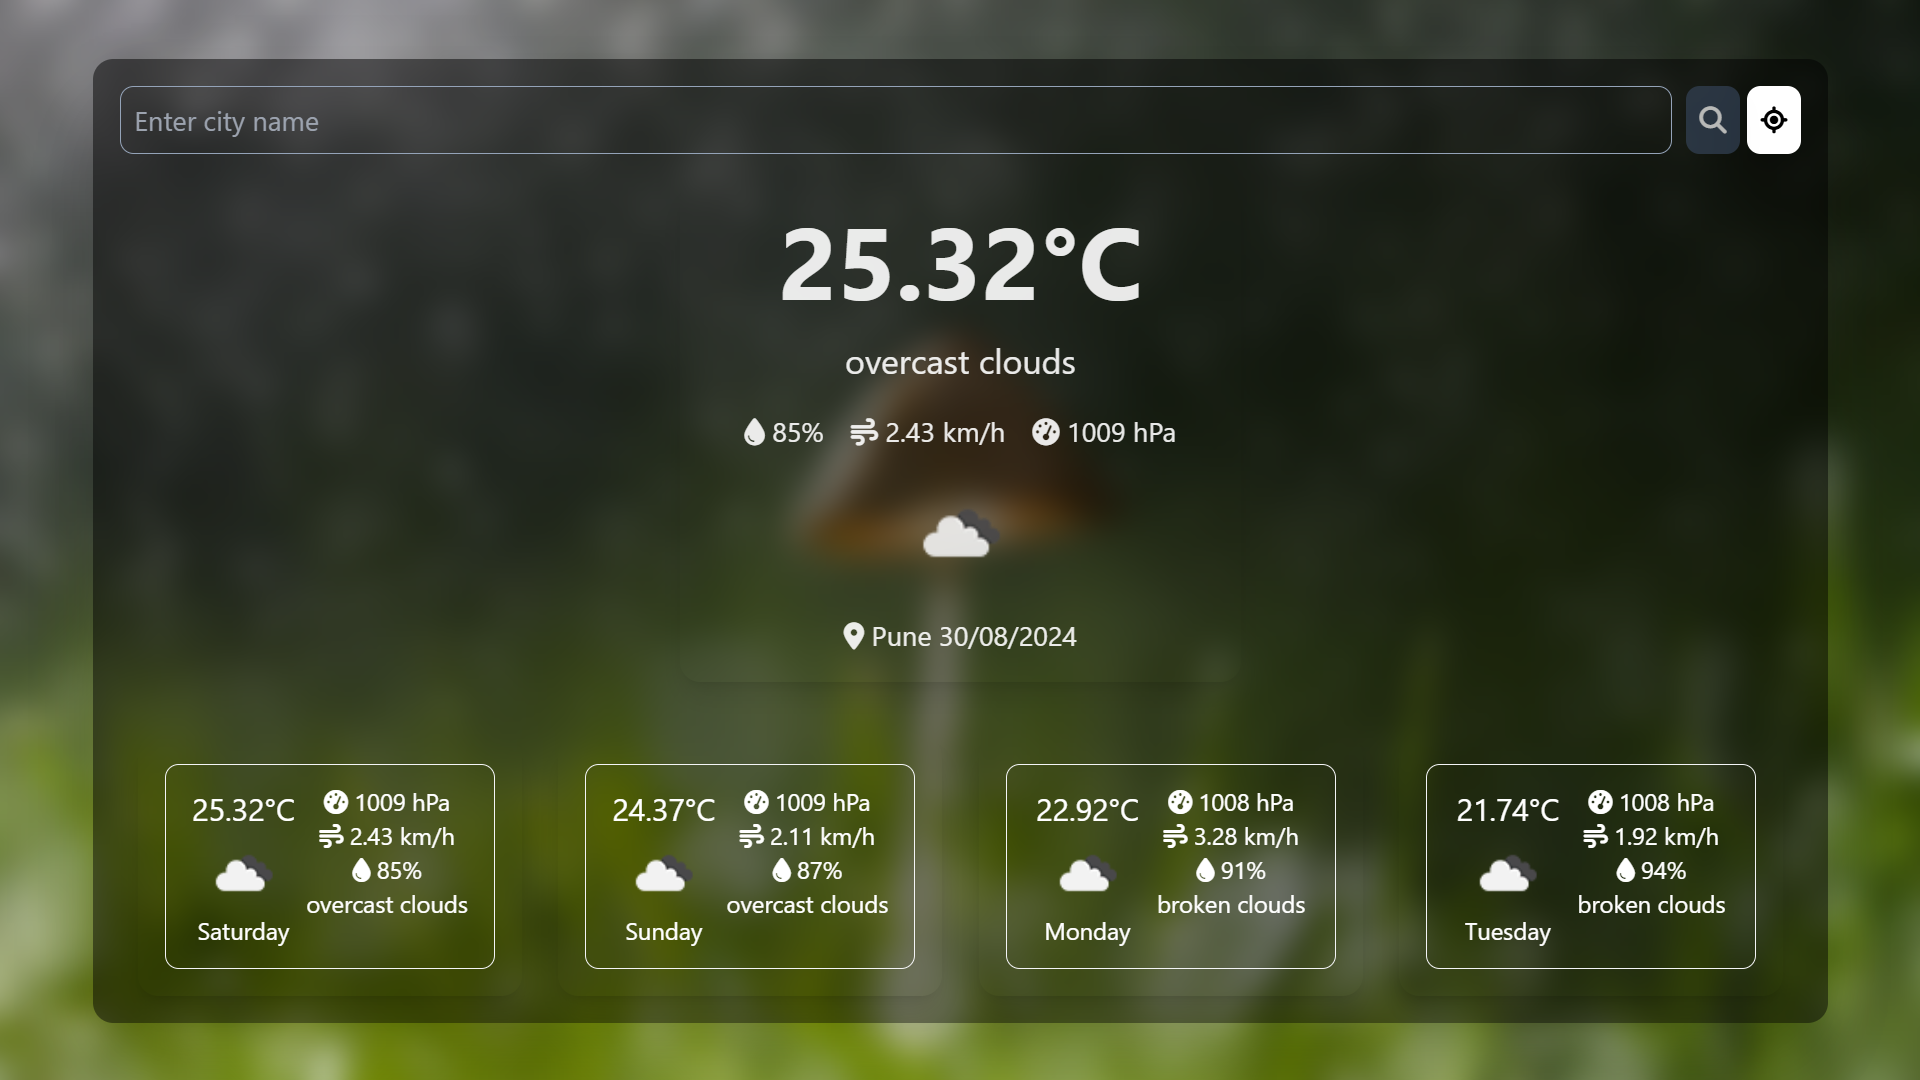 Enter city name
25.32°C
overcast clouds
85% 2.43 km/h 1009 hPa
Pune 30/08/2024
25.32°C
Saturday
1009 hPa
2.43 km/h
85%
overcast clouds
24.37°C
Sunday
1009 hPa
2.11 km/h
87%
overcast clouds
22.92°C
Monday
1008 hPa
3.28 km/h
91%
broken clouds
21.74°C
Tuesday
1008 hPa
1.92 km/h
94%
broken clouds